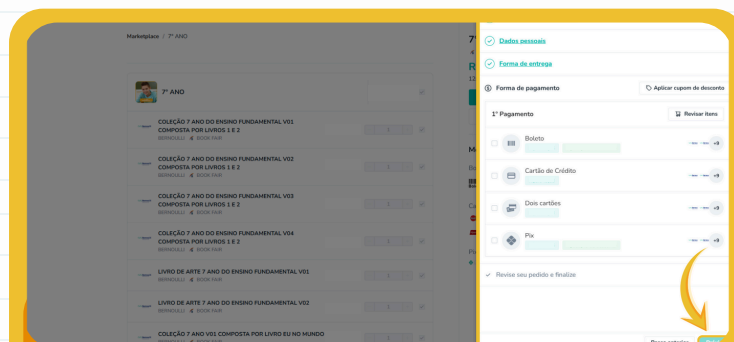 Marketplace / 7° ANO
7° ANO
COLEÇÃO 7 ANO DO ENSINO FUNDAMENTAL V01
COMPOSTA POR LIVROS 1 E 2
BERNOULLI BOOK FAIR
COLEÇÃO 7 ANO DO ENSINO FUNDAMENTAL V02
COMPOSTA POR LIVROS 1 E 2
BERNOULLI BOOK FAIR
COLEÇÃO 7 ANO DO ENSINO FUNDAMENTAL V03
COMPOSTA POR LIVROS 1 E 2
BERNOULLI BOOK FAIR
COLEÇÃO 7 ANO DO ENSINO FUNDAMENTAL V04
COMPOSTA POR LIVROS 1 E 2
BERNOULLI BOOK FAIR
LIVRO DE ARTE 7 ANO DO ENSINO FUNDAMENTAL V01
BERNOULLI BOOK FAIR
LIVRO DE ARTE 7 ANO DO ENSINO FUNDAMENTAL V02
BERNOULLI BOOK FAIR
COLEÇÃO 7 ANO V01 COMPOSTA POR LIVRO EU NO MUNDO
Dados pessoais
Forma de entrega
Forma de pagamento
Aplicar cupom de desconto
1° Pagamento
Revisar itens
Boleto
+9
Cartão de Crédito
+9
Dois cartões
+9
Pix
+9
Revise seu pedido e finalize